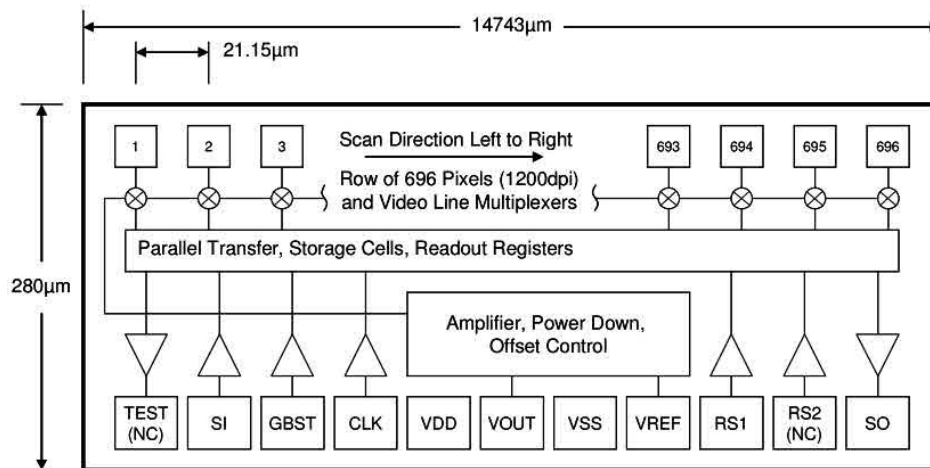 14743µm
21.15µm
1
2
3
Scan Direction Left to Right
693
694
695
696
Row of 696 Pixels (1200dpi)
and Video Line Multiplexers
Parallel Transfer, Storage Cells, Readout Registers
280µm
Amplifier, Power Down,
Offset Control
TEST
(NC)
SI
GBST
CLK
VDD
VOUT
VSS
VREF
RS1
RS2
(NC)
SO